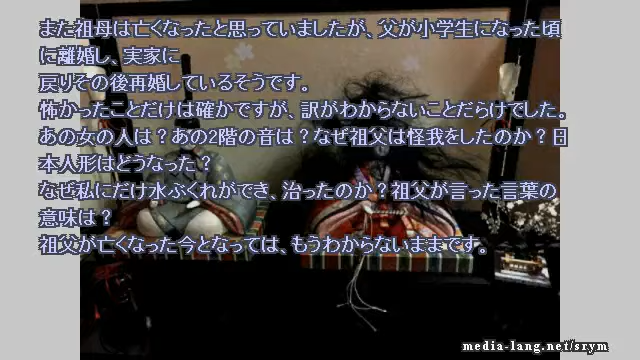 また祖母は亡くなったと思っていましたが、父が小学生になった頃
に離婚し、実家に
戻りその後再婚しているそうです。
怖かったことだけは確かですが、訳がわからないことだらけでした。
あの女の人は？あの2階の音は？なぜ祖父は怪我をしたのか？日
本人形はどうなった？
なぜ私にだけ水ぶくれができ、治ったのか？祖父が言った言葉の
意味は？
祖父が亡くなった今となっては、もうわからないままです。
media-lang.net/srym